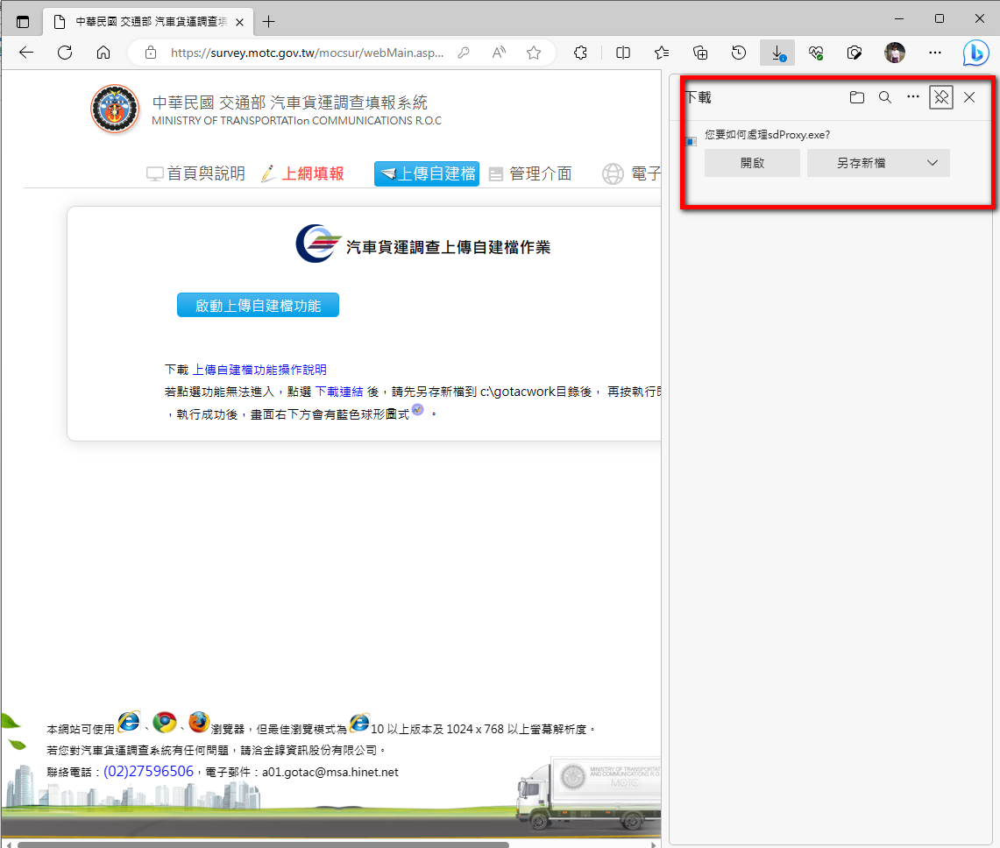 中華民國 交通部 汽車貨運調查填
https://survey.motc.gov.tw/mocsur/webMain.asp...
中華民國 交通部 汽車貨運調查填報系統
MINISTRY OF TRANSPORTATIon COMMUNICATIONS R.O.C
首頁與說明 上網填報 上傳自建檔 管理介面 電子
汽車貨運調查上傳自建檔作業
啟動上傳自建檔功能
下載 上傳自建檔功能操作說明
若點選功能無法進入，點選 下載連結 後，請先另存新檔到 c:\gotacwork目錄後， 再按執行
，執行成功後，畫面右下方會有藍色球形圖式 。
下載
您要如何處理sdProxy.exe?
開啟 另存新檔
本網站可使用 、 、 瀏覽器，但最佳瀏覽模式為 10 以上版本及 1024 x 768 以上螢幕解析度。
若您對汽車貨運調查系統有任何問題，請洽金諄資訊股份有限公司。
聯絡電話：(02)27596506，電子郵件：a01.gotac@msa.hinet.net
MINISTRY OF TRANSPORTAT
AND COMMUNICATIONS R.O.
MOTC